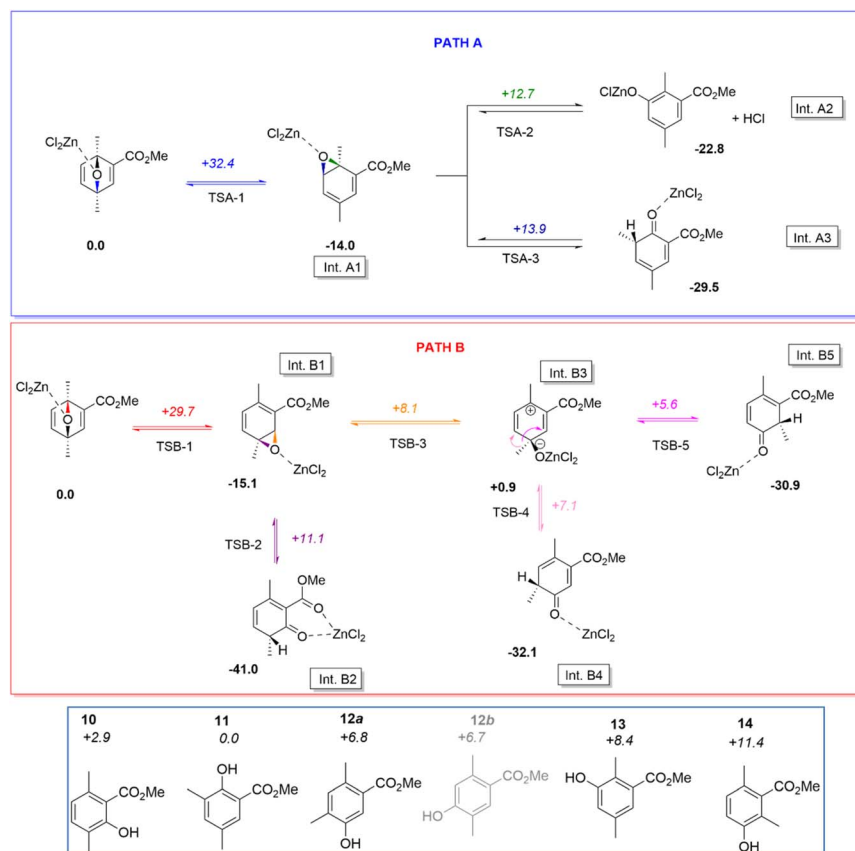 PATH A
Cl2Zn
O
CO2Me
0.0
+32.4
TSA-1
Cl2Zn
O
CO2Me
-14.0
Int. A1
+12.7
TSA-2
ClZnO
CO2Me
+ HCl
-22.8
Int. A2
+13.9
TSA-3
ZnCl2
O
H
CO2Me
-29.5
Int. A3
PATH B
Cl2Zn
O
CO2Me
0.0
+29.7
TSB-1
Int. B1
CO2Me
O
ZnCl2
-15.1
+8.1
TSB-3
Int. B3
CO2Me
OZnCl2
+0.9
+5.6
TSB-5
Int. B5
CO2Me
H
O
Cl2Zn
-30.9
TSB-2
+11.1
OMe
O
O
ZnCl2
H
-41.0
Int. B2
TSB-4
+7.1
CO2Me
H
O
ZnCl2
-32.1
Int. B4
10
+2.9
CO2Me
OH
11
0.0
OH
CO2Me
12a
+6.8
CO2Me
OH
12b
+6.7
CO2Me
HO
13
+8.4
HO
CO2Me
14
+11.4
CO2Me
OH